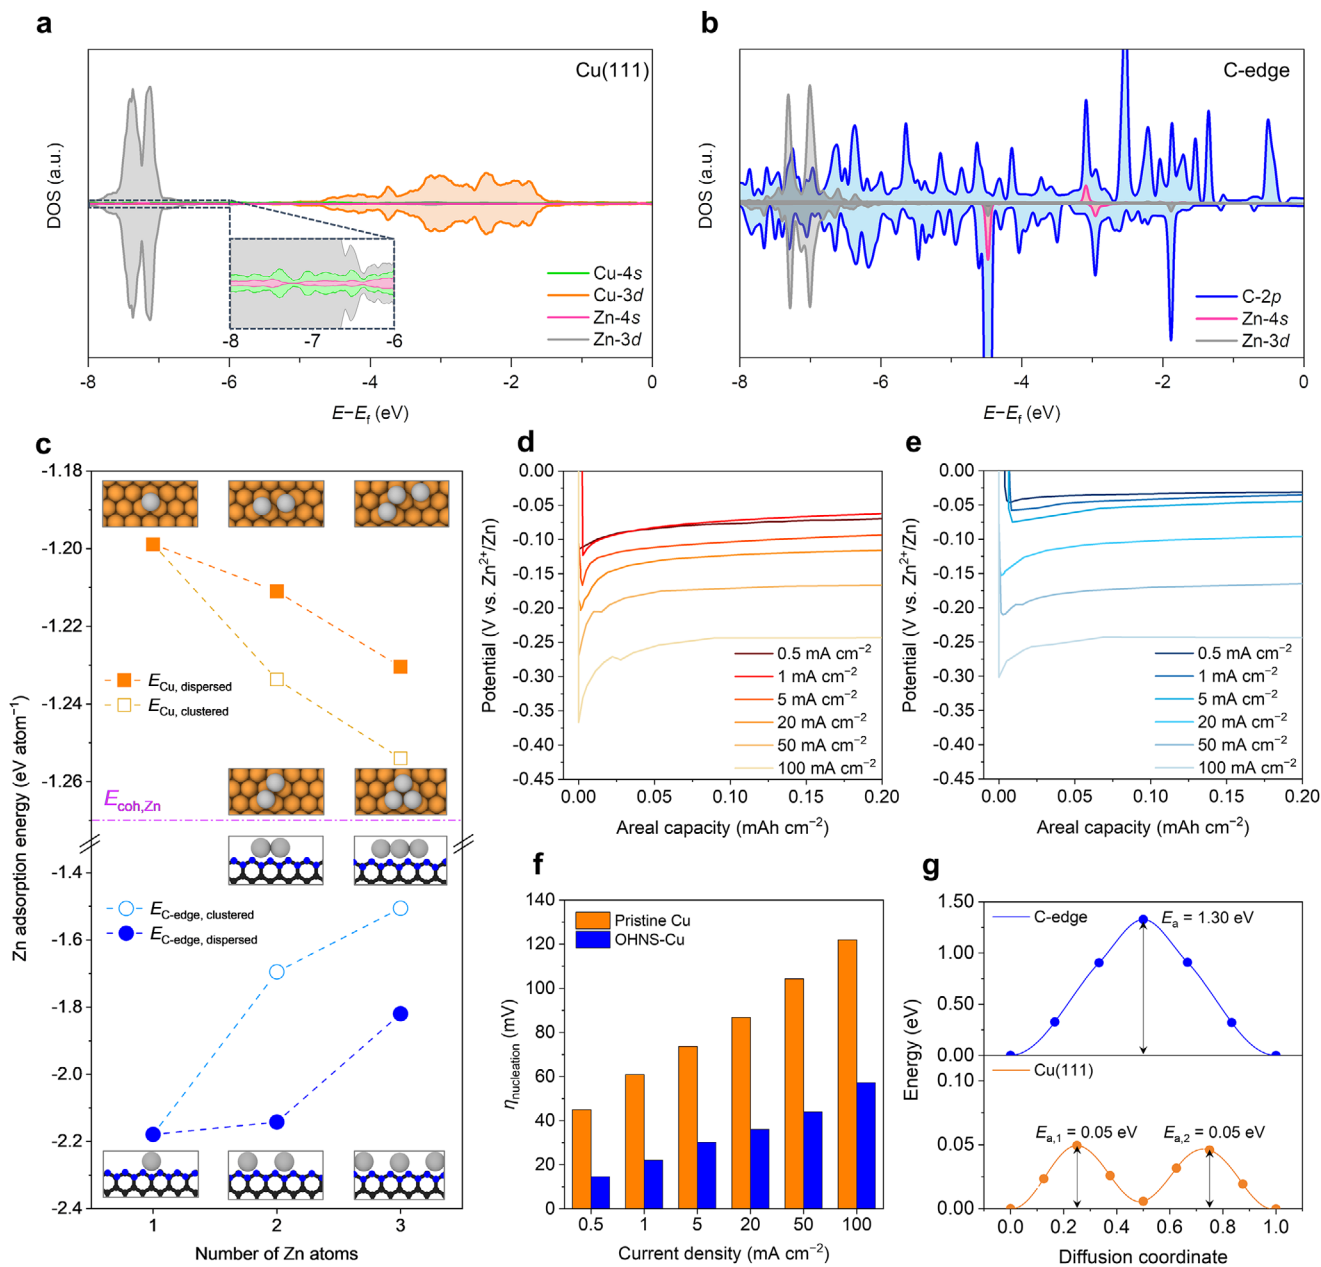 a
Cu(111)
DOS (a.u.)
Cu-4s
Cu-3d
Zn-4s
Zn-3d
-8 -7 -6
-8 -6 -4 -2 0
E−Ef (eV)
b
C-edge
DOS (a.u.)
C-2p
Zn-4s
Zn-3d
-8 -6 -4 -2 0
E−Ef (eV)
c
Zn adsorption energy (eV atom⁻¹)
-1.18
-1.20
-1.22
-1.24
-1.26
-1.4
-1.6
-1.8
-2.0
-2.2
-2.4
E Cu, dispersed
E Cu, clustered
E coh,Zn
E C-edge, clustered
E C-edge, dispersed
1 2 3
Number of Zn atoms
d
Potential (V vs. Zn²⁺/Zn)
0.00
-0.05
-0.10
-0.15
-0.20
-0.25
-0.30
-0.35
-0.40
-0.45
0.5 mA cm⁻²
1 mA cm⁻²
5 mA cm⁻²
20 mA cm⁻²
50 mA cm⁻²
100 mA cm⁻²
0.00 0.05 0.10 0.15 0.20
Areal capacity (mAh cm⁻²)
e
Potential (V vs. Zn²⁺/Zn)
0.00
-0.05
-0.10
-0.15
-0.20
-0.25
-0.30
-0.35
-0.40
-0.45
0.5 mA cm⁻²
1 mA cm⁻²
5 mA cm⁻²
20 mA cm⁻²
50 mA cm⁻²
100 mA cm⁻²
0.00 0.05 0.10 0.15 0.20
Areal capacity (mAh cm⁻²)
f
η nucleation (mV)
140
120
100
80
60
40
20
0
Pristine Cu
OHNS-Cu
0.5 1 5 20 50 100
Current density (mA cm⁻²)
g
Energy (eV)
1.50
1.00
0.50
0.00
C-edge
Ea = 1.30 eV
0.10
0.05
0.00
Cu(111)
Ea,1 = 0.05 eV
Ea,2 = 0.05 eV
0.0 0.2 0.4 0.6 0.8 1.0
Diffusion coordinate